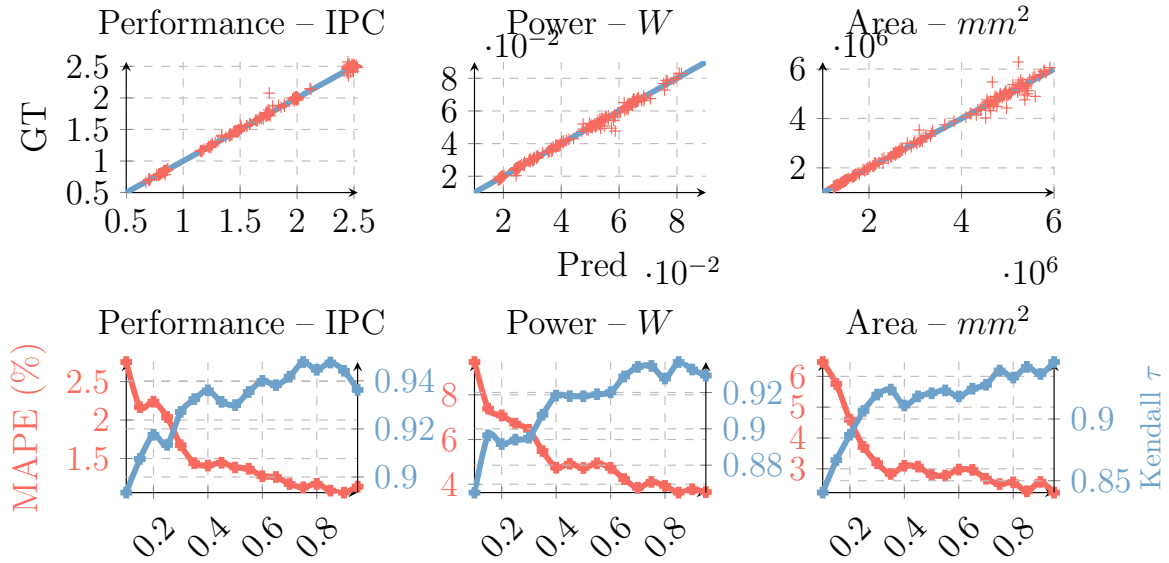 Performance – IPC
Power – W
Area – mm²
·10⁻²
·10⁶
GT
2.5
2
1.5
1
0.5
8
6
4
2
6
4
2
0.5 1 1.5 2 2.5
2 4 6 8
2 4 6
Pred
·10⁻²
·10⁶
Performance – IPC
Power – W
Area – mm²
MAPE (%)
2.5
2
1.5
0.94
0.92
0.9
8
6
4
0.92
0.9
0.88
6
5
4
3
0.9
0.85
Kendall τ
0.2 0.4 0.6 0.8
0.2 0.4 0.6 0.8
0.2 0.4 0.6 0.8